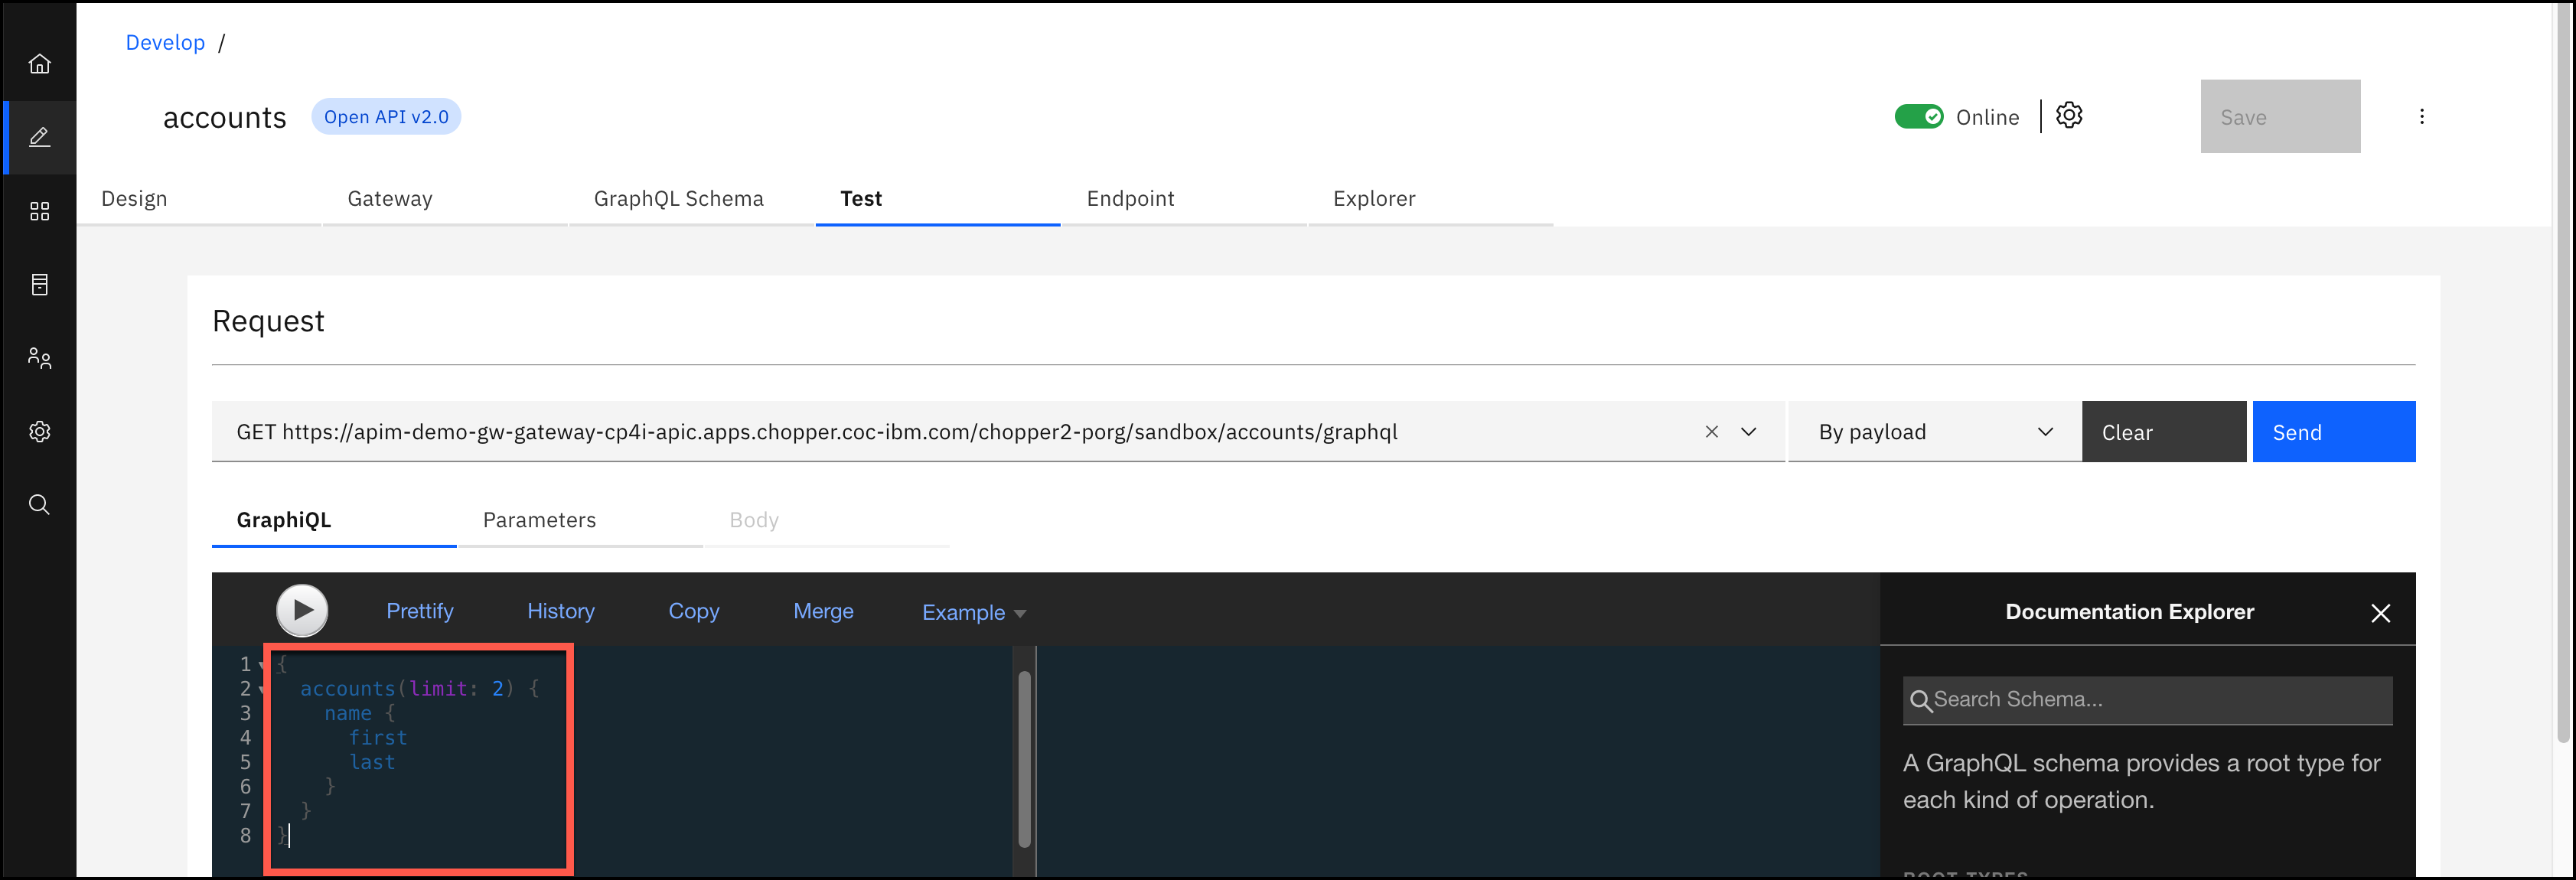 Develop /
accounts Open API v2.0 Online Save
Design Gateway GraphQL Schema Test Endpoint Explorer
Request
GET https://apim-demo-gw-gateway-cp4i-apic.apps.chopper.coc-ibm.com/chopper2-porg/sandbox/accounts/graphql By payload Clear Send
GraphiQL Parameters Body
Prettify History Copy Merge Example Documentation Explorer
1 {
2 accounts(limit: 2) {
3 name {
4 first
5 last
6 }
7 }
8 }
Search Schema...
A GraphQL schema provides a root type for
each kind of operation.
ROOT TYPES